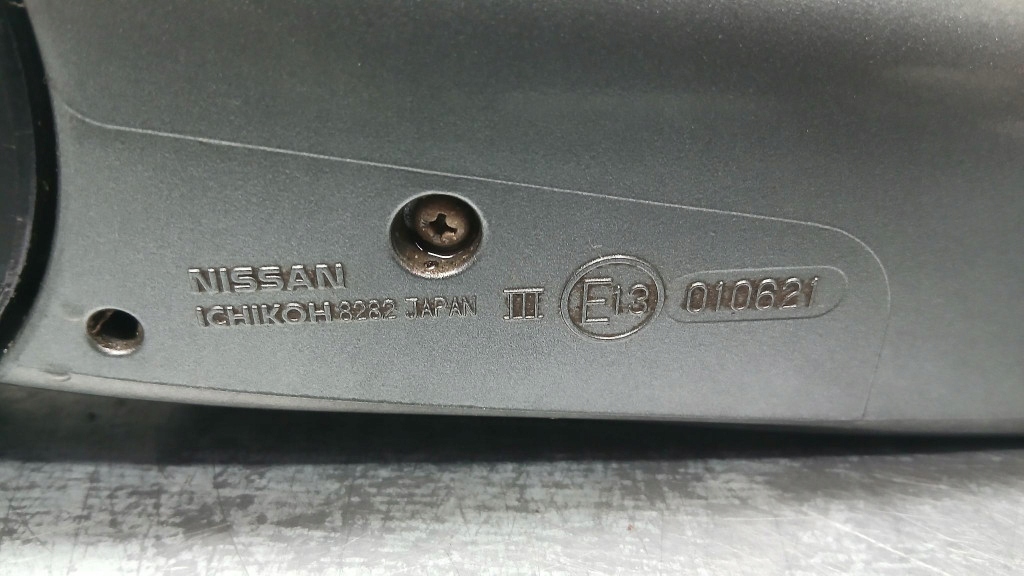 NISSAN
ICHIKOH 8282 JAPAN III E13 010621